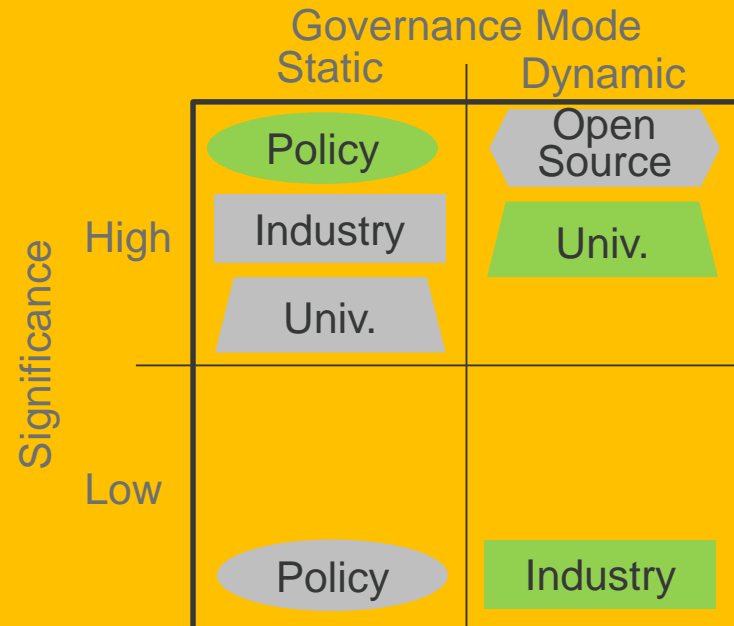 Governance Mode
Static
Dynamic
Policy
Open
Source
High
Industry
Univ.
Univ.
Significance
Low
Policy
Industry